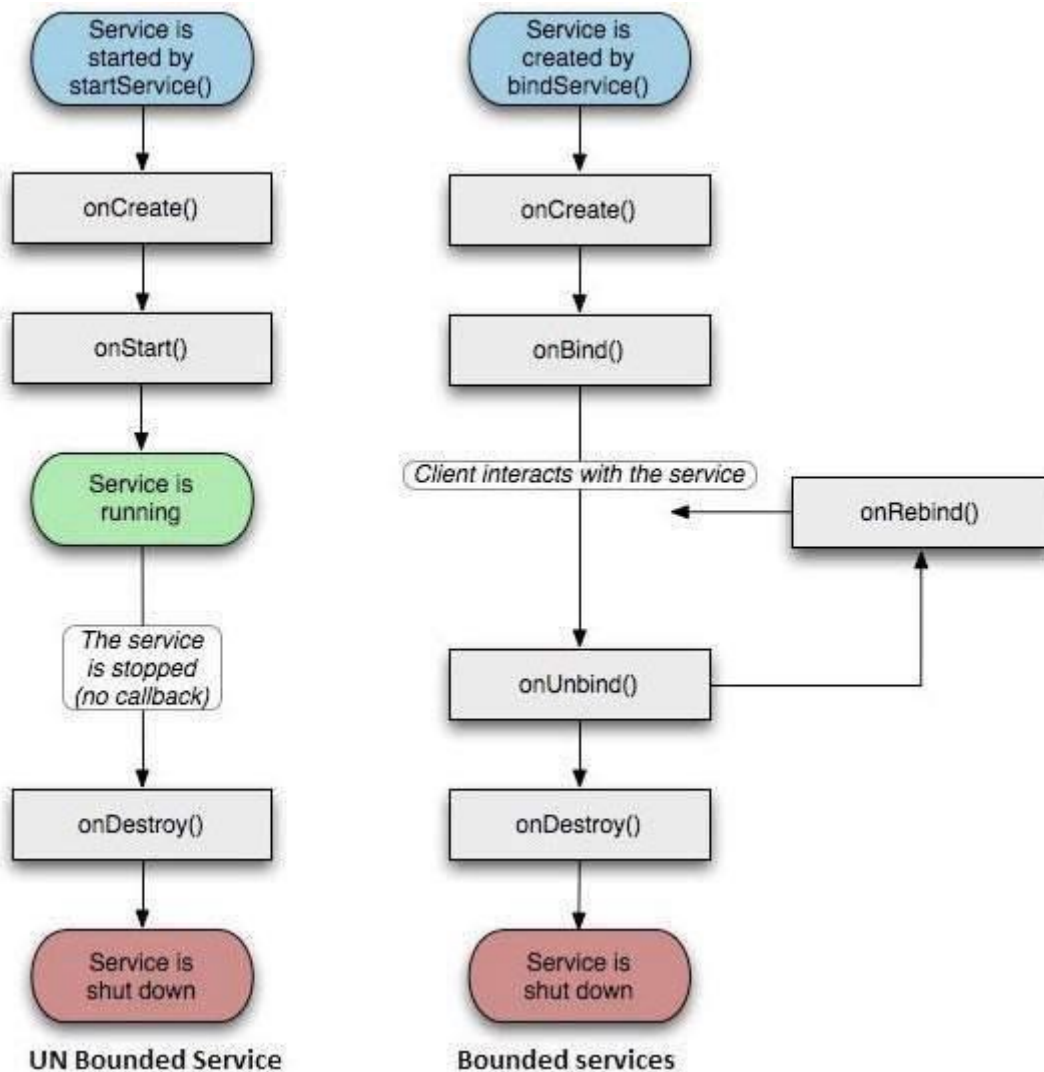 Service is
started by
startService()
onCreate()
onStart()
Service is
running
The service
is stopped
(no callback)
onDestroy()
Service is
shut down
UN Bounded Service
Service is
created by
bindService()
onCreate()
onBind()
Client interacts with the service
onRebind()
onUnbind()
onDestroy()
Service is
shut down
Bounded services